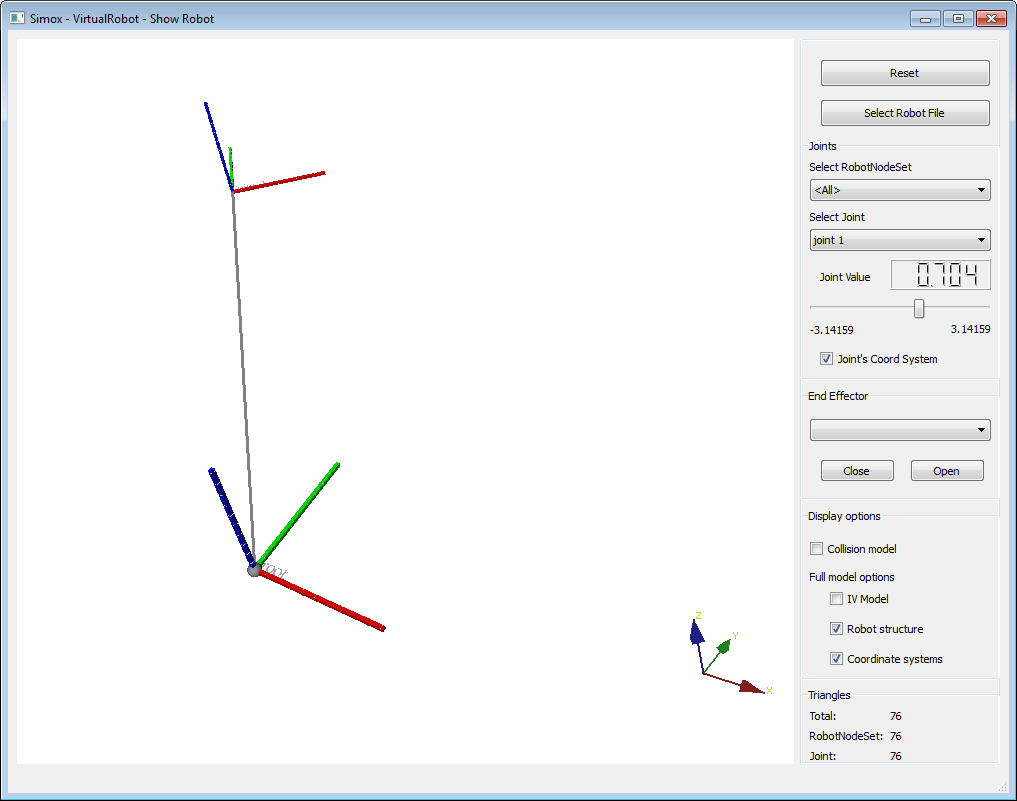 Simox - VirtualRobot - Show Robot
Reset
Select Robot File
Joints
Select RobotNodeSet
<All>
Select Joint
joint 1
Joint Value 0.704
-3.14159 3.14159
Joint's Coord System
End Effector
Close Open
root
Display options
Collision model
Full model options
IV Model
Robot structure
Coordinate systems
Z
Y
X
Triangles
Total: 76
RobotNodeSet: 76
Joint: 76